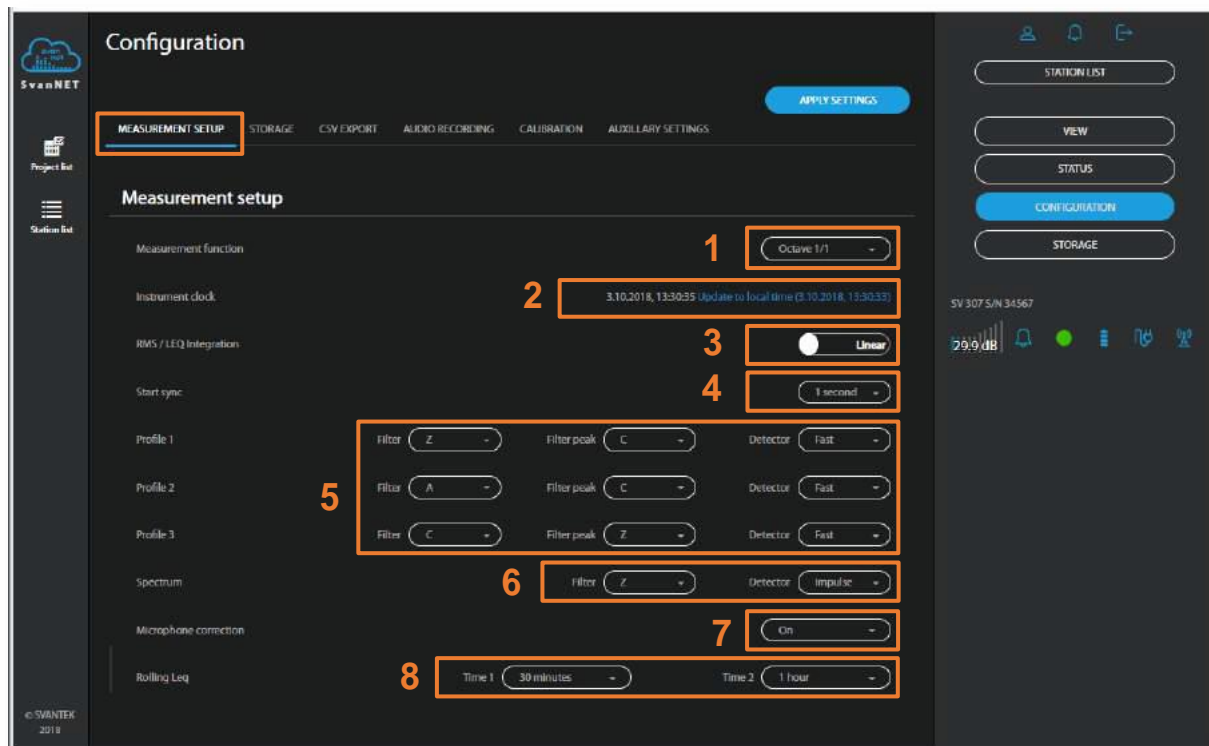 Configuration
SvanNET
STATION LIST
APPLY SETTINGS
MEASUREMENT SETUP STORAGE CSV EXPORT AUDIO RECORDING CALIBRATION AUXILLARY SETTINGS
VIEW
Project list
STATUS
Measurement setup
CONFIGURATION
Station list
STORAGE
Measurement function 1 Octave 1/1
Instrument clock 2 3.10.2018, 13:30:35 Update to local time (3.10.2018, 13:30:33)
SV 307 S/N 34567
RMS / LEQ Integration 3 Linear
29.9 dB
Start sync 4 1 second
Profile 1 Filter Z Filter peak C Detector Fast
5
Profile 2 Filter A Filter peak C Detector Fast
Profile 3 Filter C Filter peak Z Detector Fast
Spectrum 6 Filter Z Detector Impulse
Microphone correction 7 On
Rolling Leq 8 Time 1 30 minutes Time 2 1 hour
© SVANTEK
2018